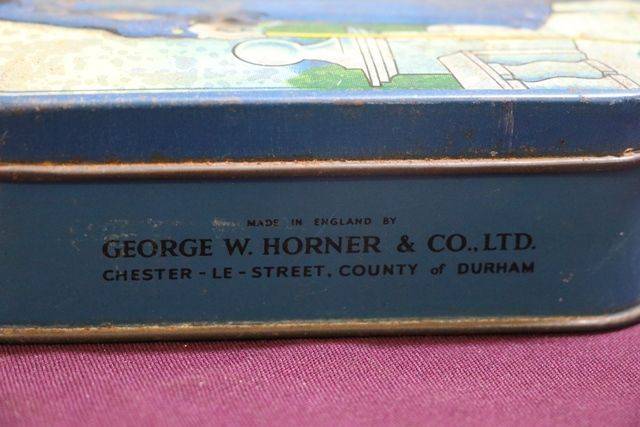 MADE IN ENGLAND BY
GEORGE W. HORNER & CO., LTD.
CHESTER - LE - STREET, COUNTY of DURHAM